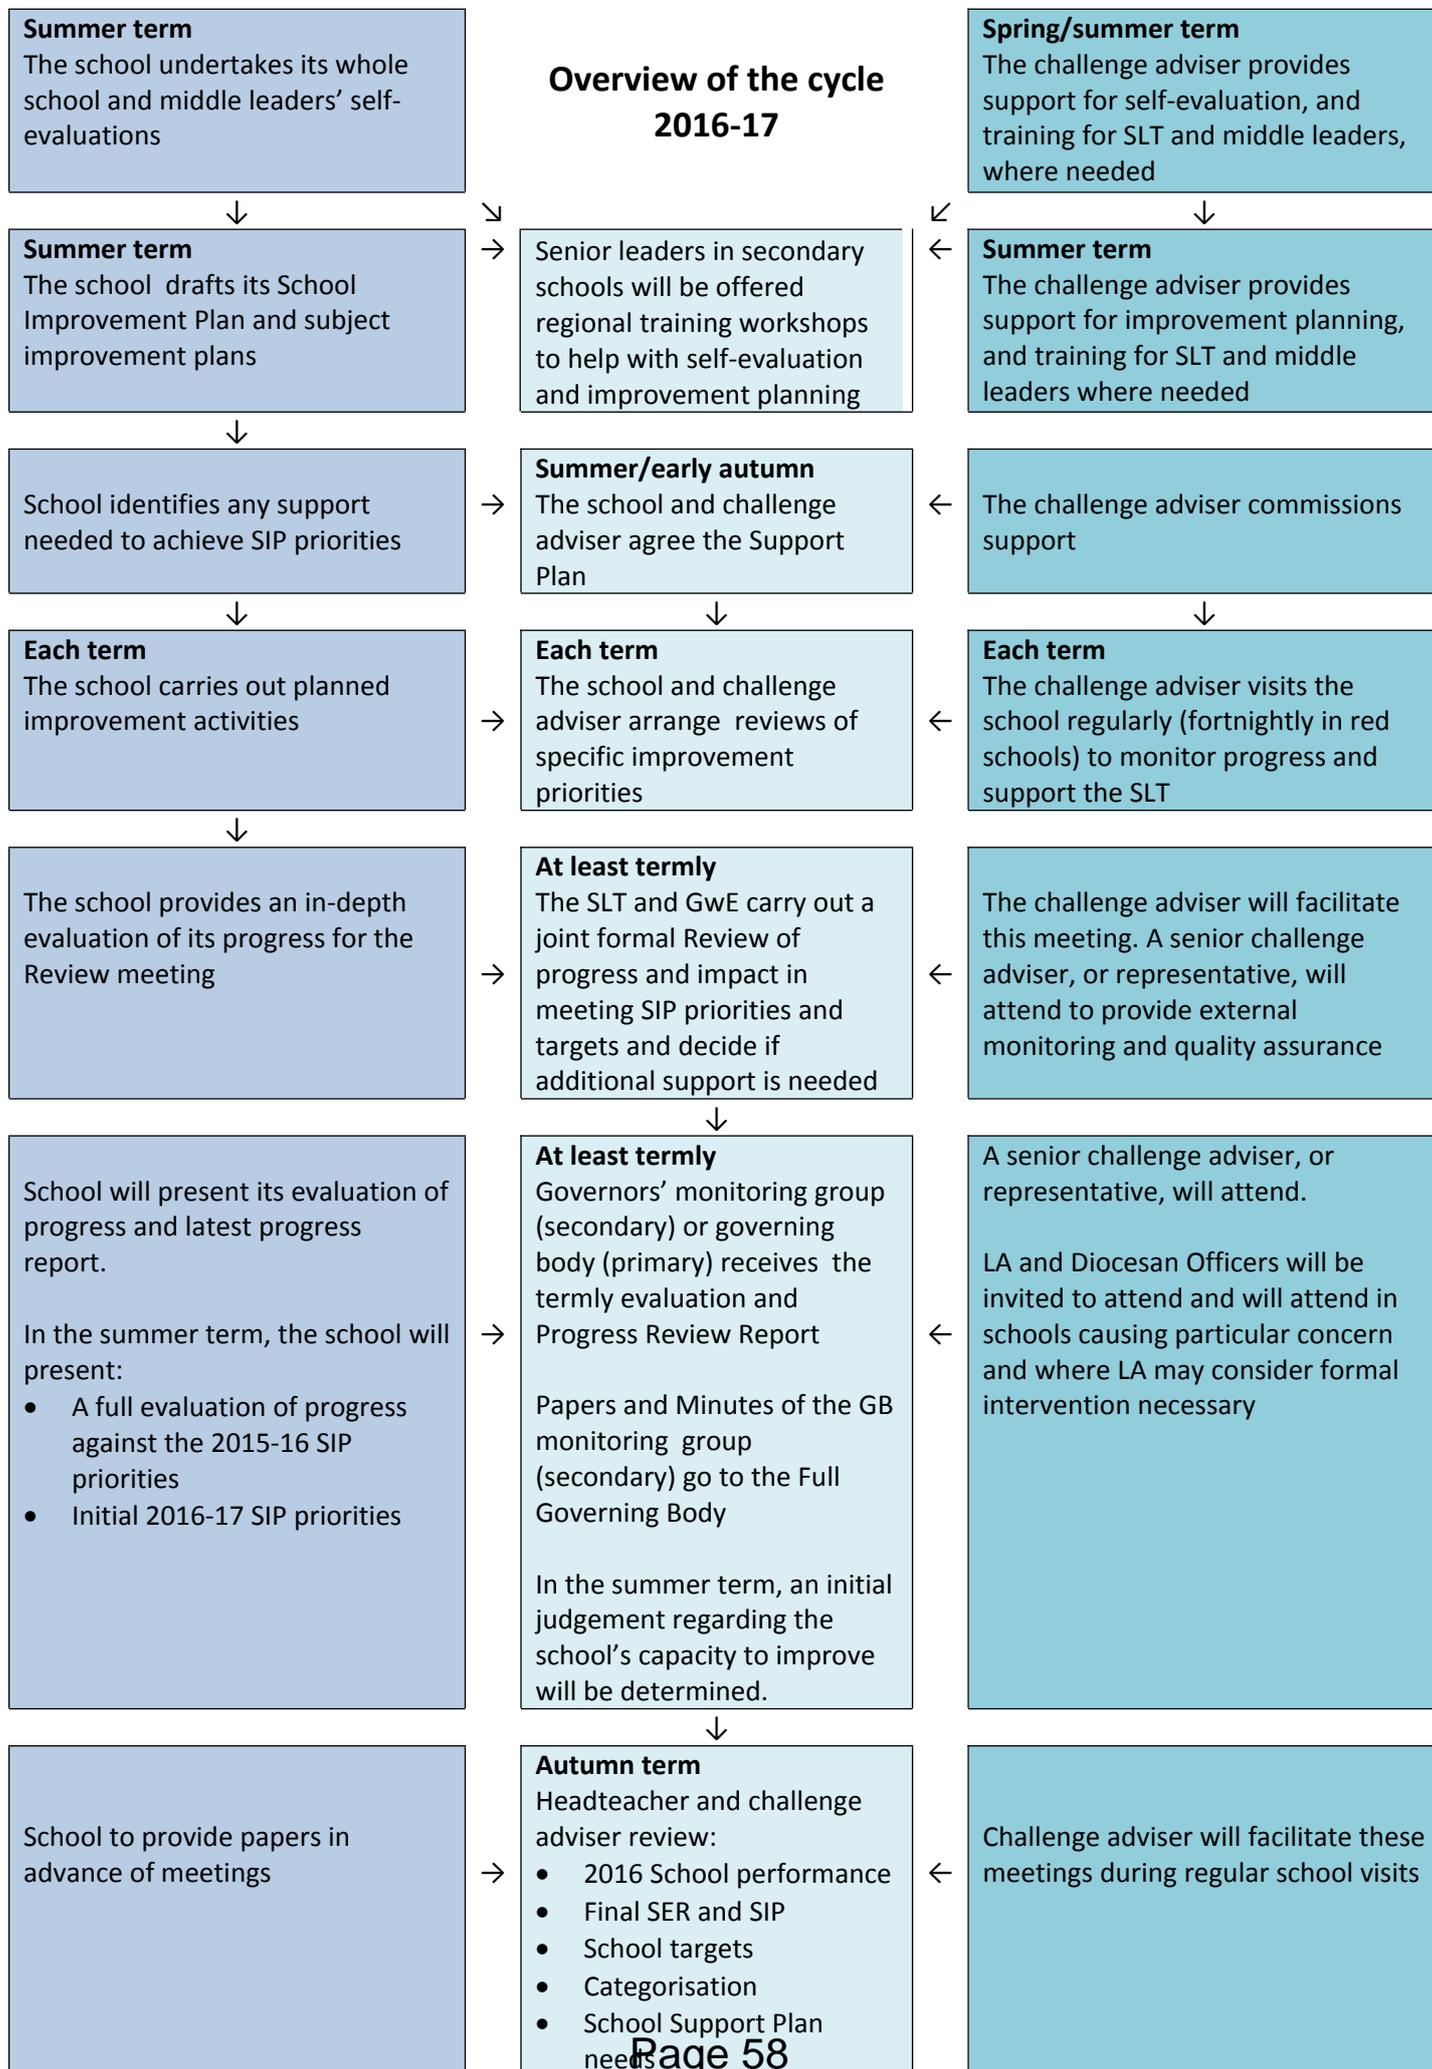 Summer term
The school undertakes its whole
school and middle leaders’ self-
evaluations
Overview of the cycle
2016-17
Spring/summer term
The challenge adviser provides
support for self-evaluation, and
training for SLT and middle leaders,
where needed
↓
↘
↙
↓
Summer term
The school drafts its School
Improvement Plan and subject
improvement plans
→
Senior leaders in secondary
schools will be offered
regional training workshops
to help with self-evaluation
and improvement planning
←
Summer term
The challenge adviser provides
support for improvement planning,
and training for SLT and middle
leaders where needed
↓
School identifies any support
needed to achieve SIP priorities
→
Summer/early autumn
The school and challenge
adviser agree the Support
Plan
←
The challenge adviser commissions
support
↓
↓
↓
Each term
The school carries out planned
improvement activities
→
Each term
The school and challenge
adviser arrange reviews of
specific improvement
priorities
←
Each term
The challenge adviser visits the
school regularly (fortnightly in red
schools) to monitor progress and
support the SLT
↓
The school provides an in-depth
evaluation of its progress for the
Review meeting
→
At least termly
The SLT and GwE carry out a
joint formal Review of
progress and impact in
meeting SIP priorities and
targets and decide if
additional support is needed
←
The challenge adviser will facilitate
this meeting. A senior challenge
adviser, or representative, will
attend to provide external
monitoring and quality assurance
↓
School will present its evaluation of
progress and latest progress
report.
In the summer term, the school will
present:
• A full evaluation of progress
against the 2015-16 SIP
priorities
• Initial 2016-17 SIP priorities
→
At least termly
Governors’ monitoring group
(secondary) or governing
body (primary) receives the
termly evaluation and
Progress Review Report
Papers and Minutes of the GB
monitoring group
(secondary) go to the Full
Governing Body
In the summer term, an initial
judgement regarding the
school’s capacity to improve
will be determined.
←
A senior challenge adviser, or
representative, will attend.
LA and Diocesan Officers will be
invited to attend and will attend in
schools causing particular concern
and where LA may consider formal
intervention necessary
↓
School to provide papers in
advance of meetings
→
Autumn term
Headteacher and challenge
adviser review:
• 2016 School performance
• Final SER and SIP
• School targets
• Categorisation
• School Support Plan
needs
←
Challenge adviser will facilitate these
meetings during regular school visits
Page 58